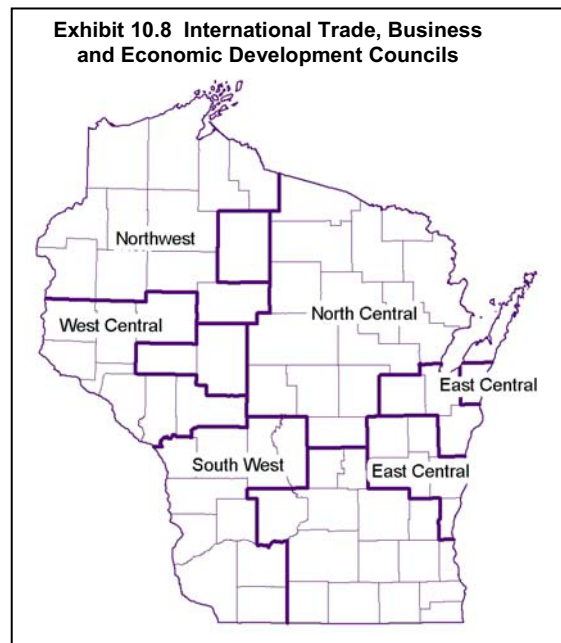 Exhibit 10.8 International Trade, Business
and Economic Development Councils
Northwest
North Central
West Central
East Central
South West
East Central